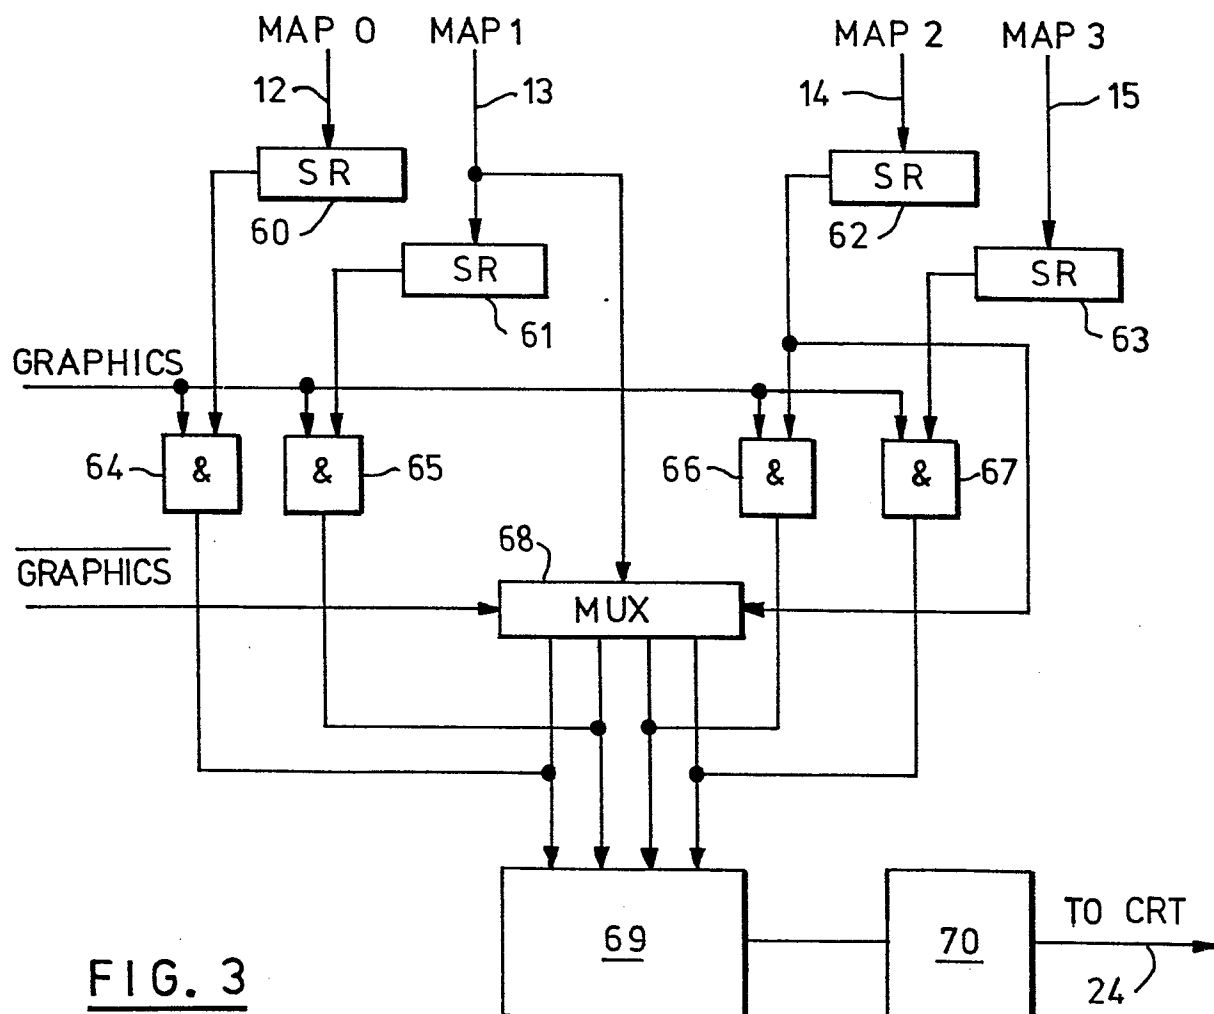 MAP 0 MAP 1 MAP 2 MAP 3
12 13 14 15
SR SR
60 62
SR SR
61 63
GRAPHICS
64 & & 65 66 & & 67
68
GRAPHICS
MUX
69 70 TO CRT
24
FIG. 3